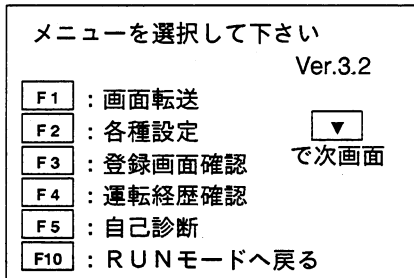 メニューを選択して下さい
Ver.3.2
F1 : 画面転送
F2 : 各種設定
▼
F3 : 登録画面確認
で次画面
F4 : 運転経歴確認
F5 : 自己診断
F10 : RUNモードへ戻る